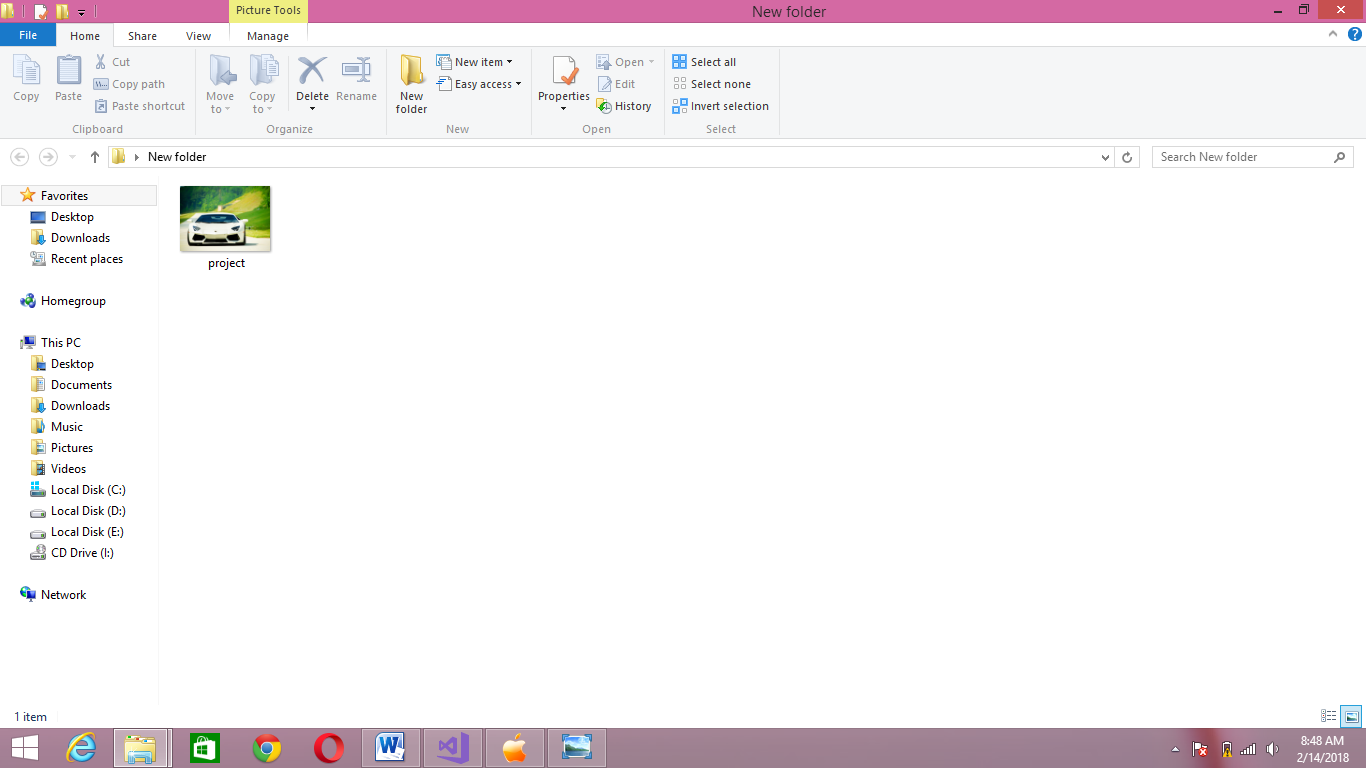 Picture Tools
New folder
File
Home
Share
View
Manage
Copy
Paste
Cut
Copy path
Paste shortcut
Clipboard
Move to
Copy to
Delete
Rename
Organize
New folder
New item
Easy access
New
Properties
Open
Edit
History
Open
Select all
Select none
Invert selection
Select
New folder
Search New folder
Favorites
Desktop
Downloads
Recent places
Homegroup
This PC
Desktop
Documents
Downloads
Music
Pictures
Videos
Local Disk (C:)
Local Disk (D:)
Local Disk (E:)
CD Drive (I:)
Network
project
1 item
8:48 AM
2/14/2018